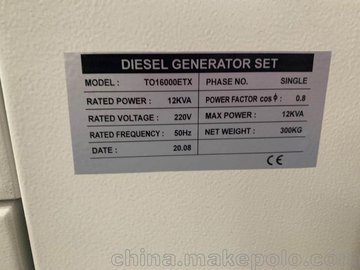 DIESEL GENERATOR SET
MODEL : TO16000ETX PHASE NO. SINGLE
RATED POWER : 12KVA POWER FACTOR cos ϕ : 0.8
RATED VOLTAGE : 220V MAX POWER : 12KVA
RATED FREQUENCY : 50Hz NET WEIGHT : 300KG
DATE : 20.08
CE
china.makepolo.com